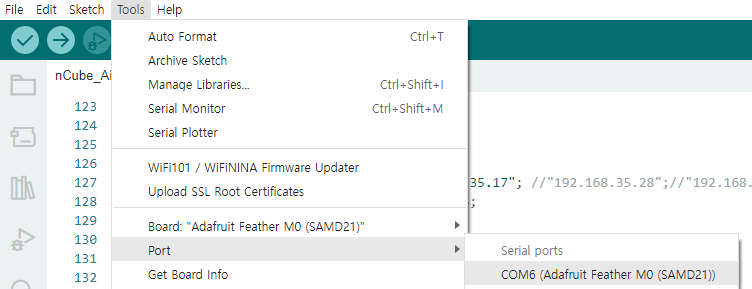 File Edit Sketch Tools Help
Auto Format Ctrl+T
Archive Sketch
nCube_Ai
Manage Libraries... Ctrl+Shift+I
123
Serial Monitor Ctrl+Shift+M
124
Serial Plotter
125
126
WiFi101 / WiFiNINA Firmware Updater
127 35.17"; //"192.168.35.28";//"192.168.
Upload SSL Root Certificates
128 ;
129
Board: "Adafruit Feather M0 (SAMD21)"
130
Port Serial ports
131
Get Board Info COM6 (Adafruit Feather M0 (SAMD21))
132